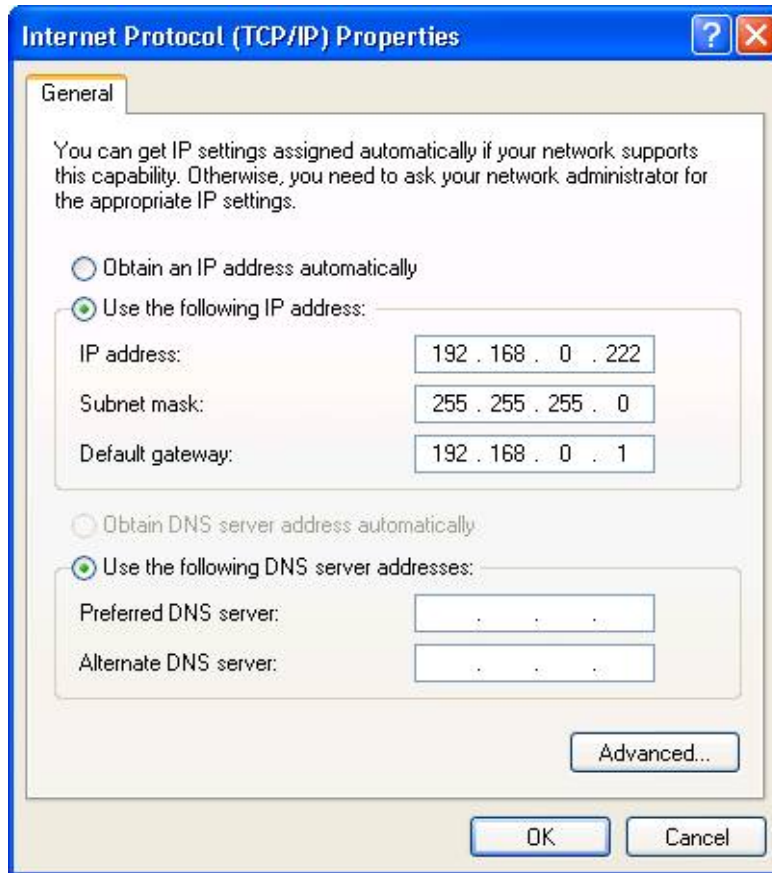 Internet Protocol (TCP/IP) Properties
General
You can get IP settings assigned automatically if your network supports
this capability. Otherwise, you need to ask your network administrator for
the appropriate IP settings.
Obtain an IP address automatically
Use the following IP address:
IP address: 192 . 168 . 0 . 222
Subnet mask: 255 . 255 . 255 . 0
Default gateway: 192 . 168 . 0 . 1
Obtain DNS server address automatically
Use the following DNS server addresses:
Preferred DNS server: . . .
Alternate DNS server: . . .
Advanced...
OK Cancel